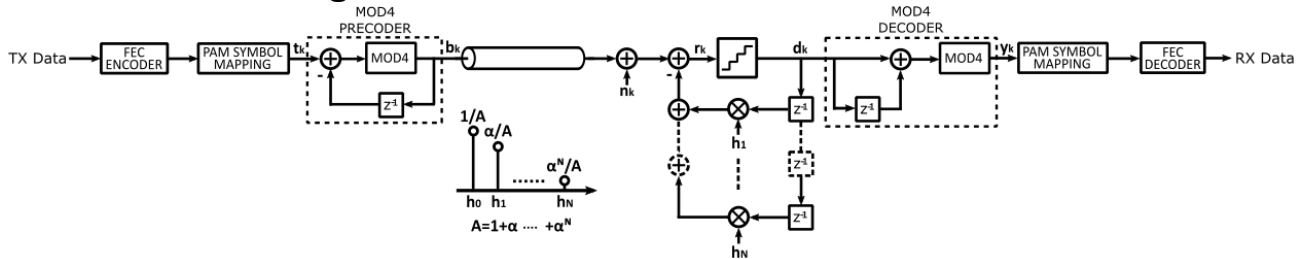 MOD4
PRECODER
MOD4
DECODER
TX Data
FEC
ENCODER
PAM SYMBOL
MAPPING
tₖ
-
MOD4
Z⁻¹
bₖ
nₖ
-
rₖ
dₖ
Z⁻¹
h₁
Z⁻¹
Z⁻¹
hN
Z⁻¹
MOD4
yₖ
PAM SYMBOL
MAPPING
FEC
DECODER
RX Data
1/A
α/A
αᴺ/A
h₀ h₁ hN
A=1+α ···· +αᴺ